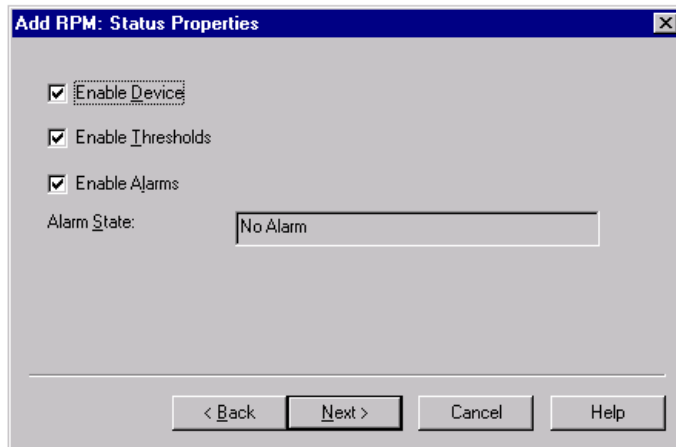 Add RPM: Status Properties
Enable Device
Enable Thresholds
Enable Alarms
Alarm State: No Alarm
< Back Next > Cancel Help